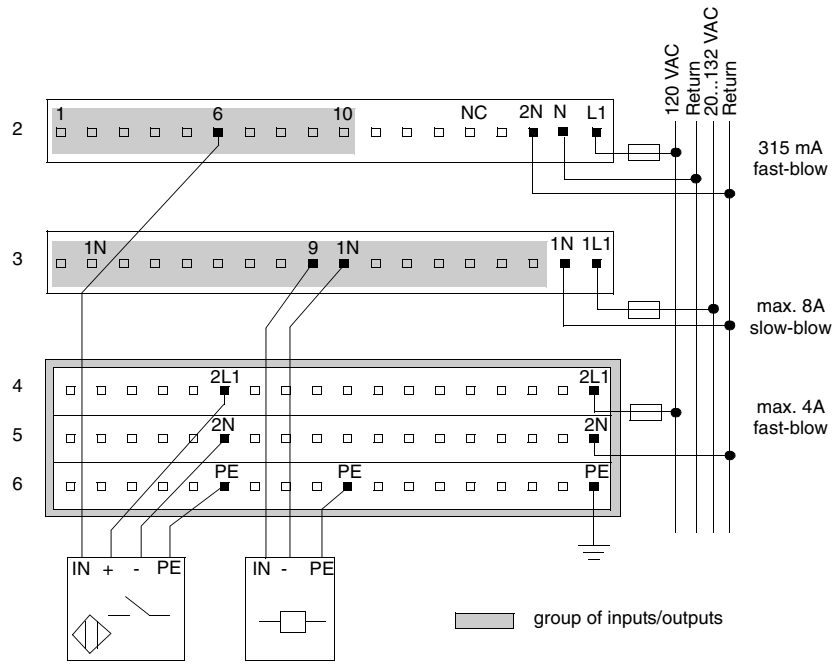 120 VAC
Return
20...132 VAC
Return
1 6 10 NC 2N N L1
2
315 mA
fast-blow
1N 9 1N 1N 1L1
3
max. 8A
slow-blow
2L1 2L1
4
max. 4A
fast-blow
2N 2N
5
PE PE PE
6
IN + - PE
IN - PE
group of inputs/outputs